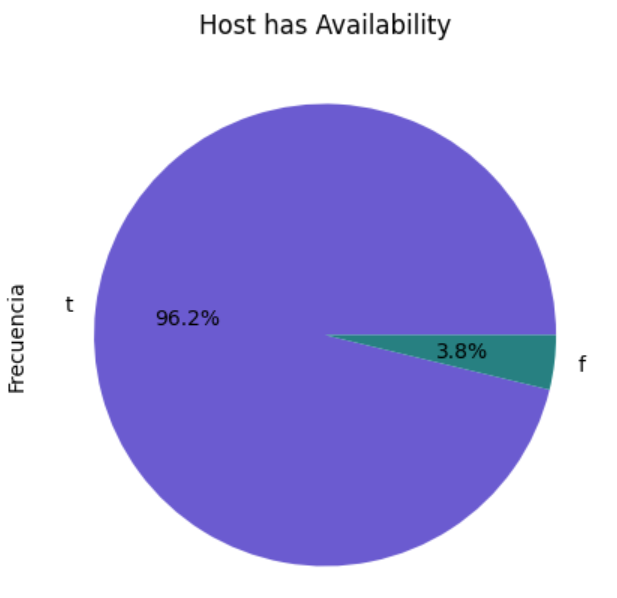 Host has Availability
Frecuencia
t
96.2%
3.8%
f